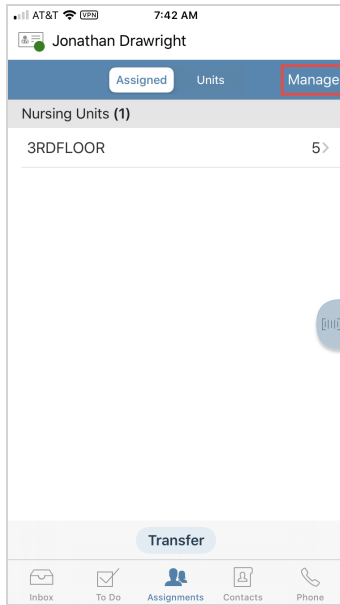 AT&T VPN 7:42 AM
Jonathan Drawright
Assigned Units Manage
Nursing Units (1)
3RDFLOOR 5>
Transfer
Inbox To Do Assignments Contacts Phone